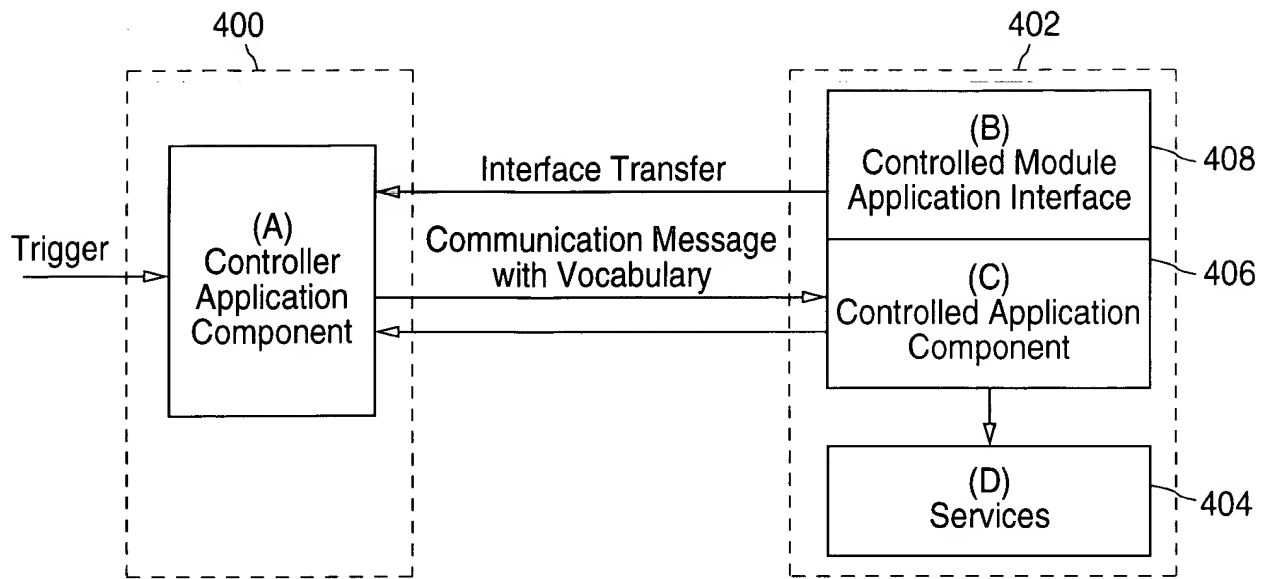 400
402
(A)
Controller
Application
Component
Trigger
Interface Transfer
Communication Message
with Vocabulary
(B)
Controlled Module
Application Interface
408
406
(C)
Controlled Application
Component
(D)
Services
404